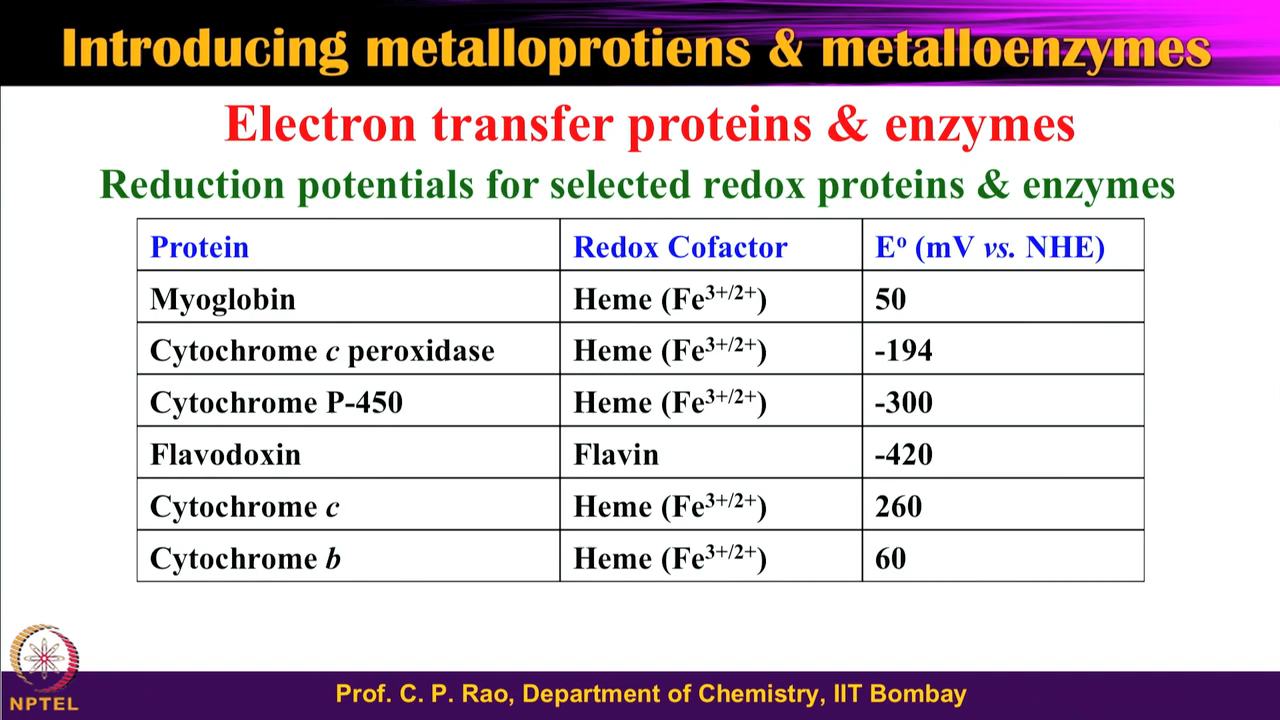 Introducing metalloprotiens & metalloenzymes
Electron transfer proteins & enzymes
Reduction potentials for selected redox proteins & enzymes
Protein Redox Cofactor Eº (mV vs. NHE)
Myoglobin Heme (Fe³⁺/²⁺) 50
Cytochrome c peroxidase Heme (Fe³⁺/²⁺) -194
Cytochrome P-450 Heme (Fe³⁺/²⁺) -300
Flavodoxin Flavin -420
Cytochrome c Heme (Fe³⁺/²⁺) 260
Cytochrome b Heme (Fe³⁺/²⁺) 60
NPTEL
Prof. C. P. Rao, Department of Chemistry, IIT Bombay